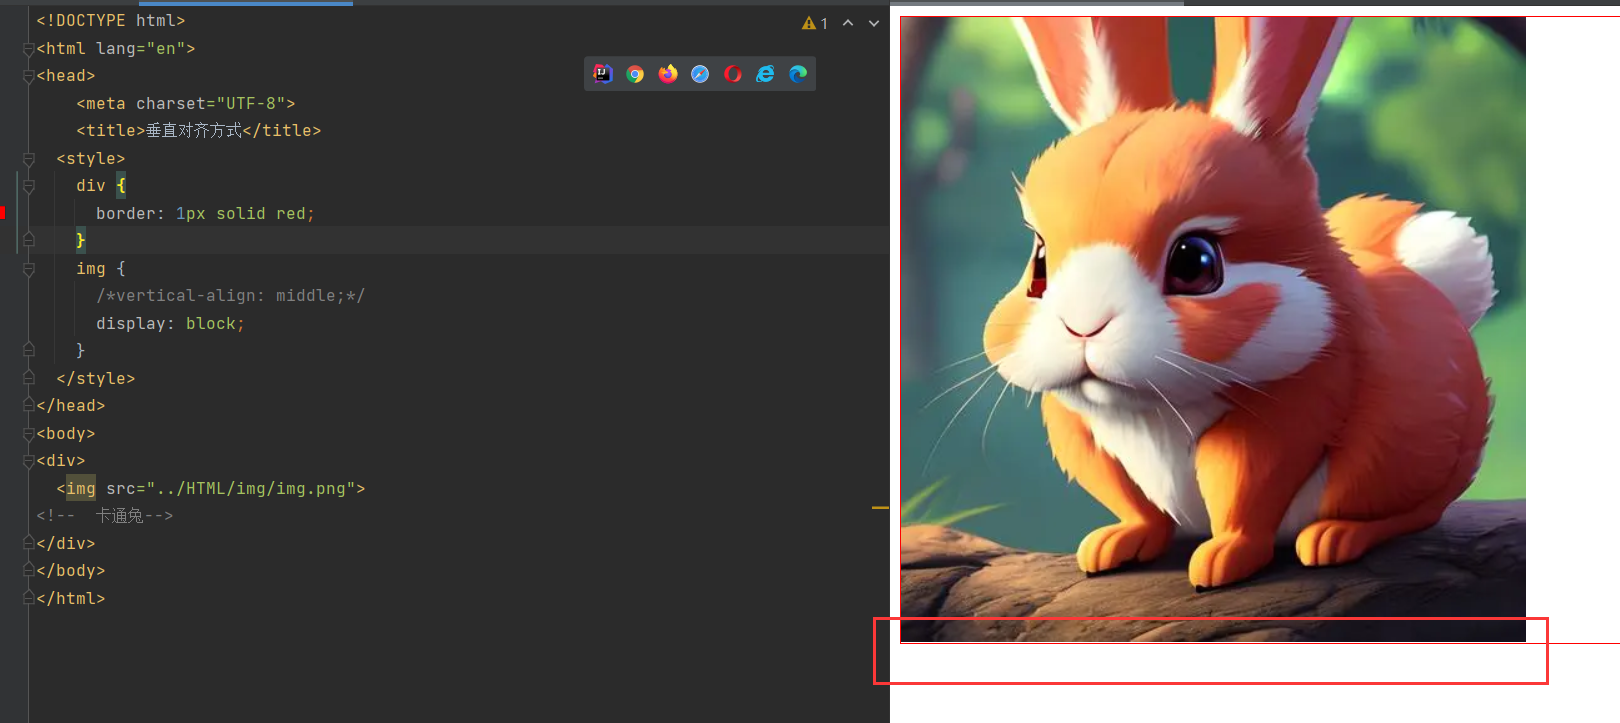 <!DOCTYPE html>
1
<html lang="en">
<head>
<meta charset="UTF-8">
<title>垂直对齐方式</title>
<style>
div {
border: 1px solid red;
}
img {
/*vertical-align: middle;*/
display: block;
}
</style>
</head>
<body>
<div>
<img src="../HTML/img/img.png">
<!-- 卡通兔-->
</div>
</body>
</html>